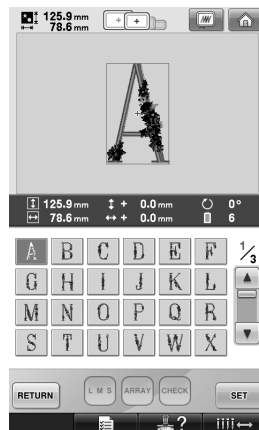 125.9 mm
78.6 mm
A
125.9 mm + 0.0 mm 0°
78.6 mm + 0.0 mm 6
A B C D E F 1/3
G H I J K L
M N O P Q R
S T U V W X
L M S ARRAY CHECK
RETURN SET
?